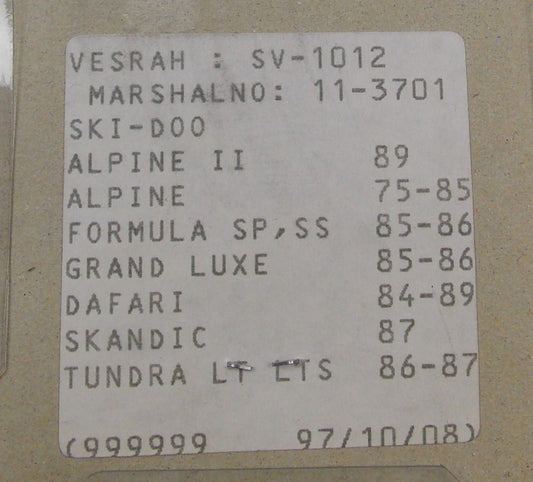 VESRAH : SV-1012
MARSHALNO: 11-3701
SKI-DOO
ALPINE II 89
ALPINE 75-85
FORMULA SP,SS 85-86
GRAND LUXE 85-86
DAFARI 84-89
SKANDIC 87
TUNDRA LT LTS 86-87
(999999 97/10/08)